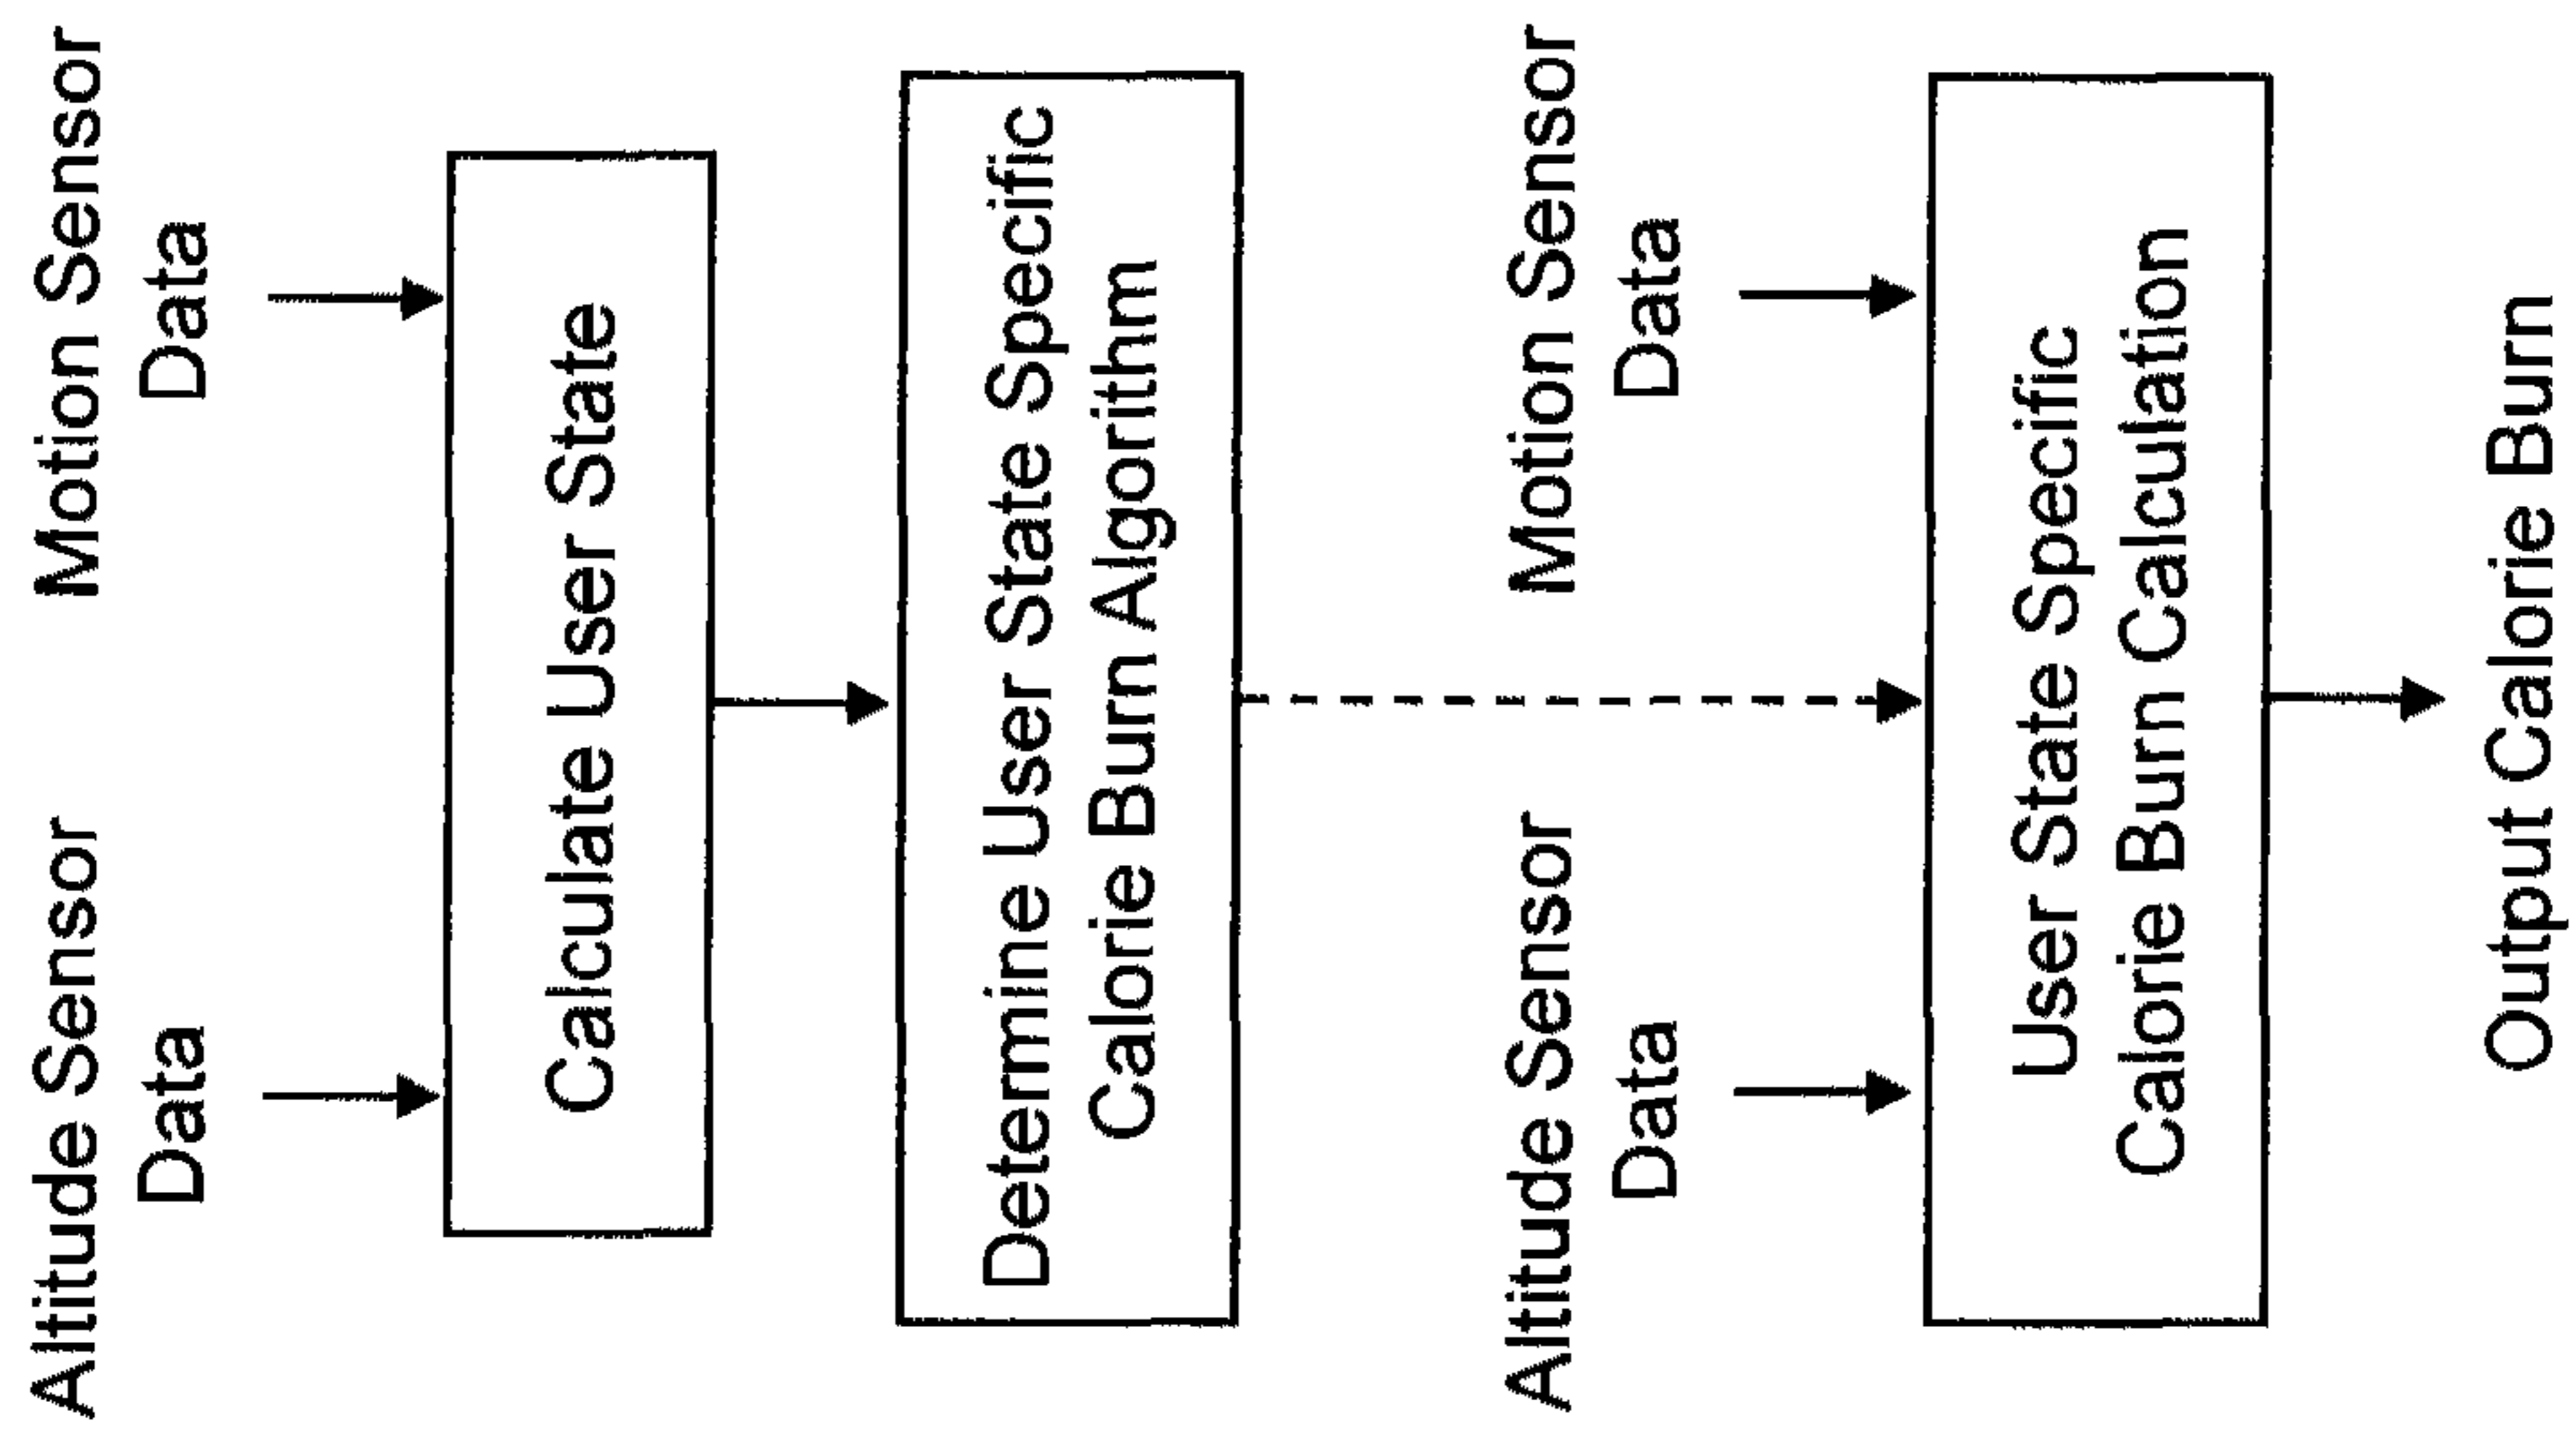 Altitude Sensor
Data
Motion Sensor
Data
Calculate User State
Determine User State Specific
Calorie Burn Algorithm
Altitude Sensor
Data
Motion Sensor
Data
User State Specific
Calorie Burn Calculation
Output Calorie Burn